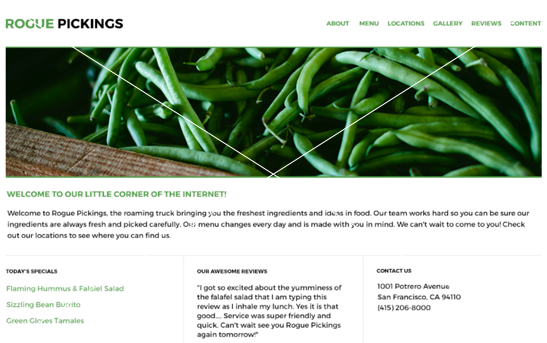 ROGUE PICKINGS
ABOUT MENU LOCATIONS GALLERY REVIEWS CONTENT
WELCOME TO OUR LITTLE CORNER OF THE INTERNET!
Welcome to Rogue Pickings, the roaming truck bringing you the freshest ingredients and ideas in food. Our team works hard so you can be sure our
ingredients are always fresh and picked carefully. Our menu changes every day and is made with you in mind. We can't wait to come to you! Check
out our locations to see where you can find us.
TODAY'S SPECIALS
Flaming Hummus & Falafel Salad
Sizzling Bean Burrito
Green Gloves Tamales
OUR AWESOME REVIEWS
"I got so excited about the yumminess of
the falafel salad that I am typing this
review as I inhale my lunch. Yes it is that
good.... Service was super friendly and
quick. Can't wait see you Rogue Pickings
again tomorrow!"
CONTACT US
1001 Potrero Avenue
San Francisco, CA 94110
(415) 206-8000